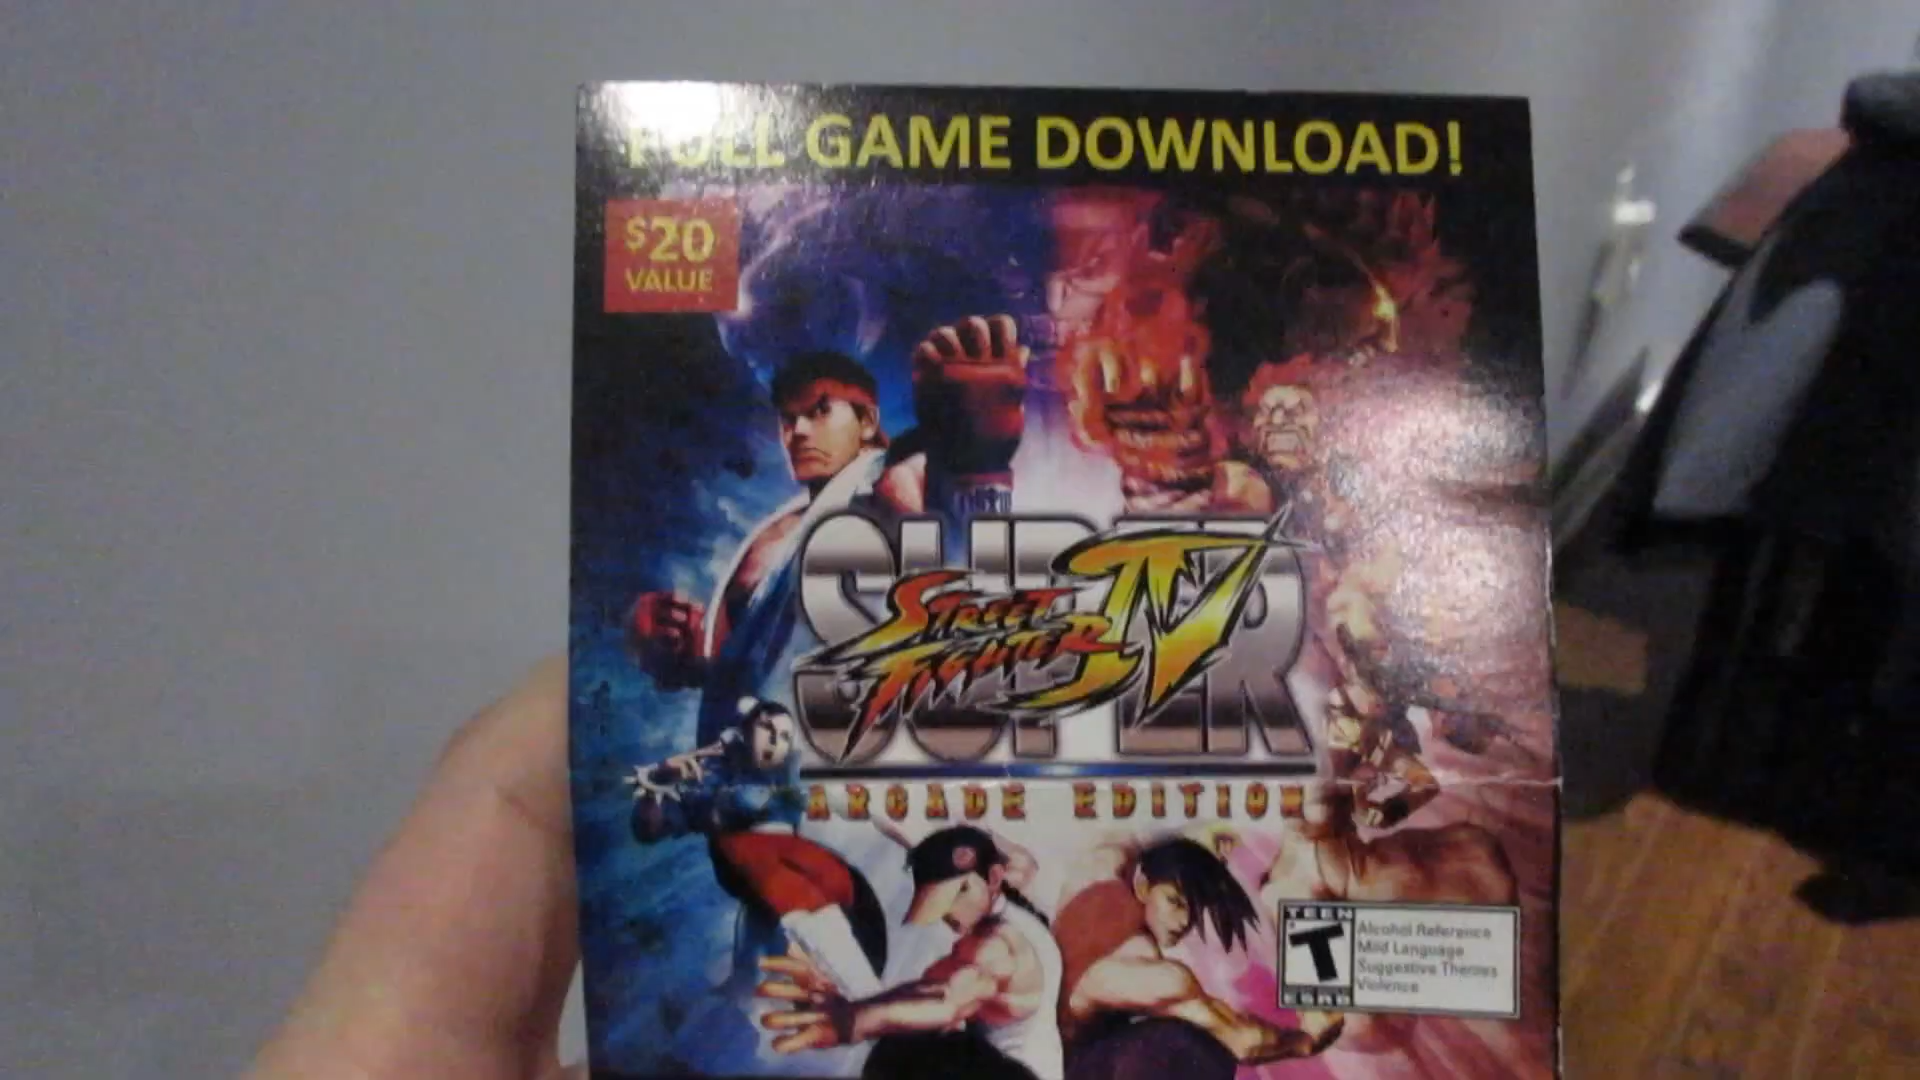 FULL GAME DOWNLOAD!
$20
VALUE
SUPER
STREET
FIGHTER IV
ARCADE EDITION
TEEN
T
Alcohol Reference
Mild Language
Suggestive Themes
Violence
ESRB